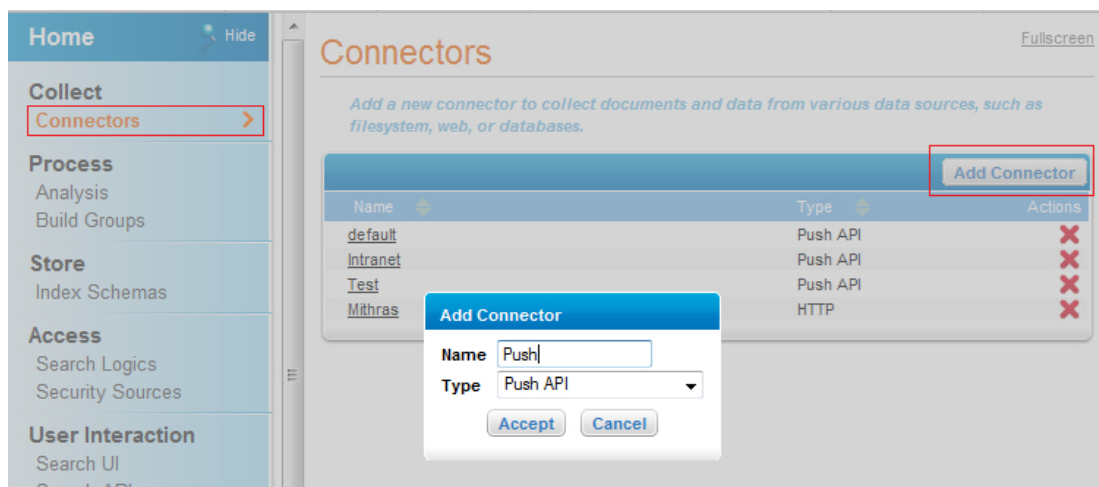 Home
Hide
Collect
Connectors
Process
Analysis
Build Groups
Store
Index Schemas
Access
Search Logics
Security Sources
User Interaction
Search UI
Connectors
Fullscreen
Add a new connector to collect documents and data from various data sources, such as
filesystem, web, or databases.
Add Connector
Name Type Actions
default Push API
Intranet Push API
Test Push API
Mithras HTTP
Add Connector
Name Push
Type Push API
Accept Cancel